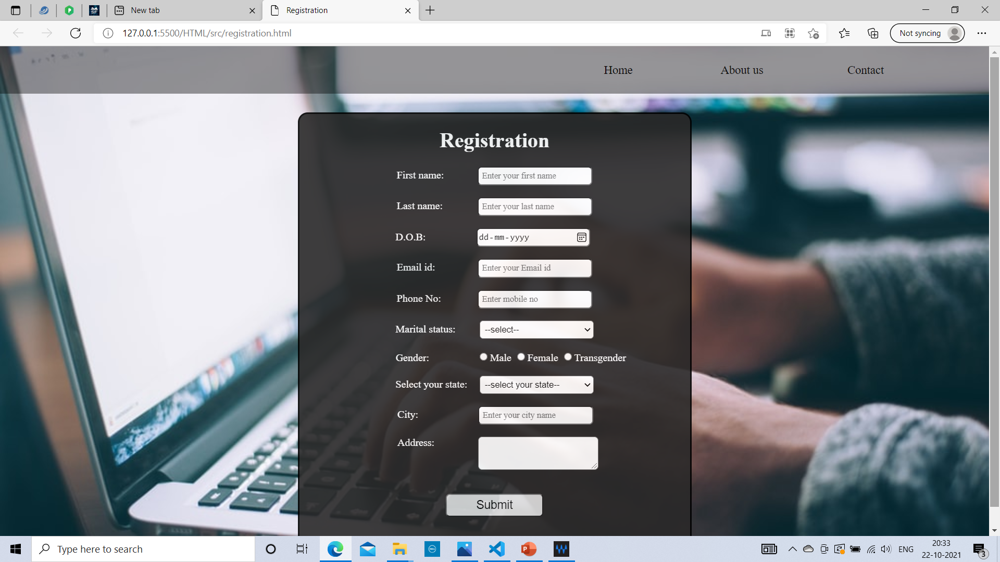 New tab
Registration
127.0.0.1:5500/HTML/src/registration.html
Not syncing
Home About us Contact
Registration
First name: Enter your first name
Last name: Enter your last name
D.O.B: dd-mm-yyyy
Email id: Enter your Email id
Phone No: Enter mobile no
Marital status: --select--
Gender: Male Female Transgender
Select your state: --select your state--
City: Enter your city name
Address:
Submit
Type here to search
ENG
20:33
22-10-2021
3